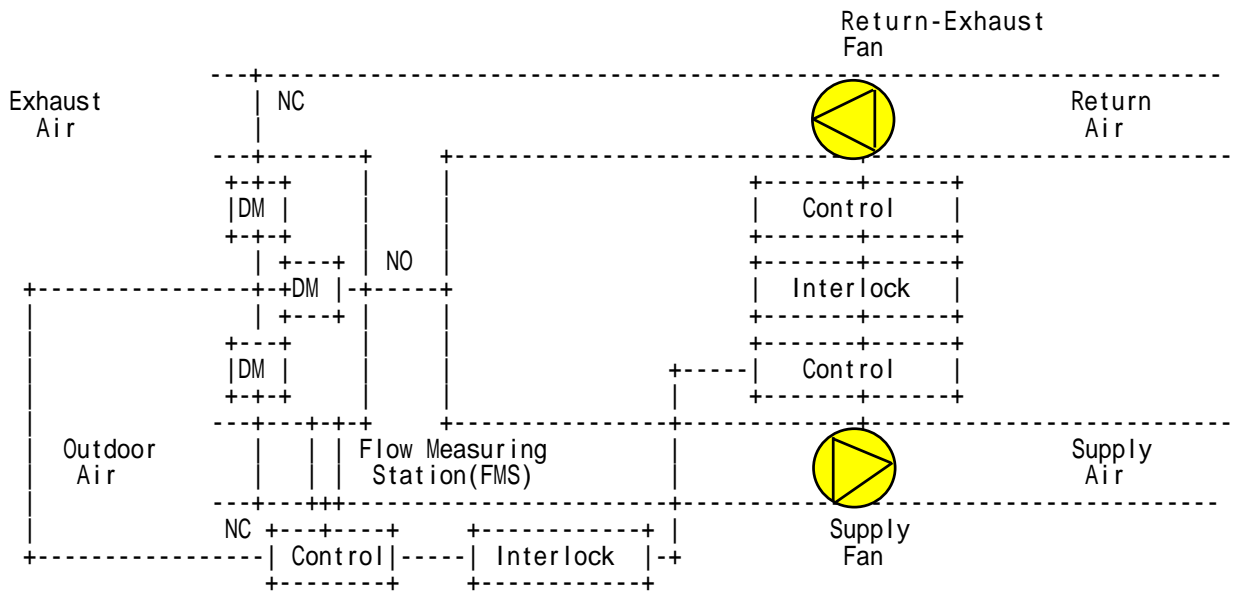 Return-Exhaust
Fan
Exhaust NC Return
Air Air
DM Control
NO
DM Interlock
DM Control
Outdoor Flow Measuring Supply
Air Station(FMS) Air
NC Supply
Control Interlock Fan